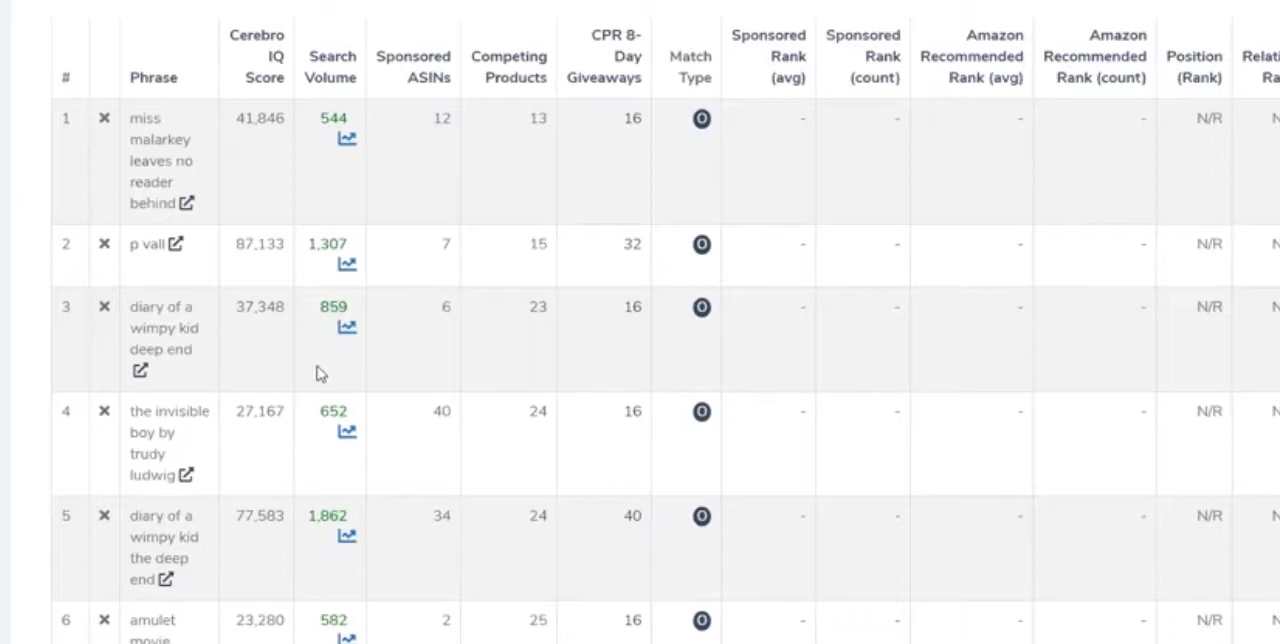 # Phrase Cerebro IQ Score Search Volume Sponsored ASINs Competing Products CPR 8-Day Giveaways Match Type Sponsored Rank (avg) Sponsored Rank (count) Amazon Recommended Rank (avg) Amazon Recommended Rank (count) Position (Rank)
1 × miss 41,846 544 12 13 16 O - - - - N/R
malarkey
leaves no
reader
behind
2 × p vall 87,133 1,307 7 15 32 O - - - - N/R
3 × diary of a 37,348 859 6 23 16 O - - - - N/R
wimpy kid
deep end
4 × the invisible 27,167 652 40 24 16 O - - - - N/R
boy by
trudy
ludwig
5 × diary of a 77,583 1,862 34 24 40 O - - - - N/R
wimpy kid
the deep
end
6 × amulet 23,280 582 2 25 16 O - - - - N/R
movie